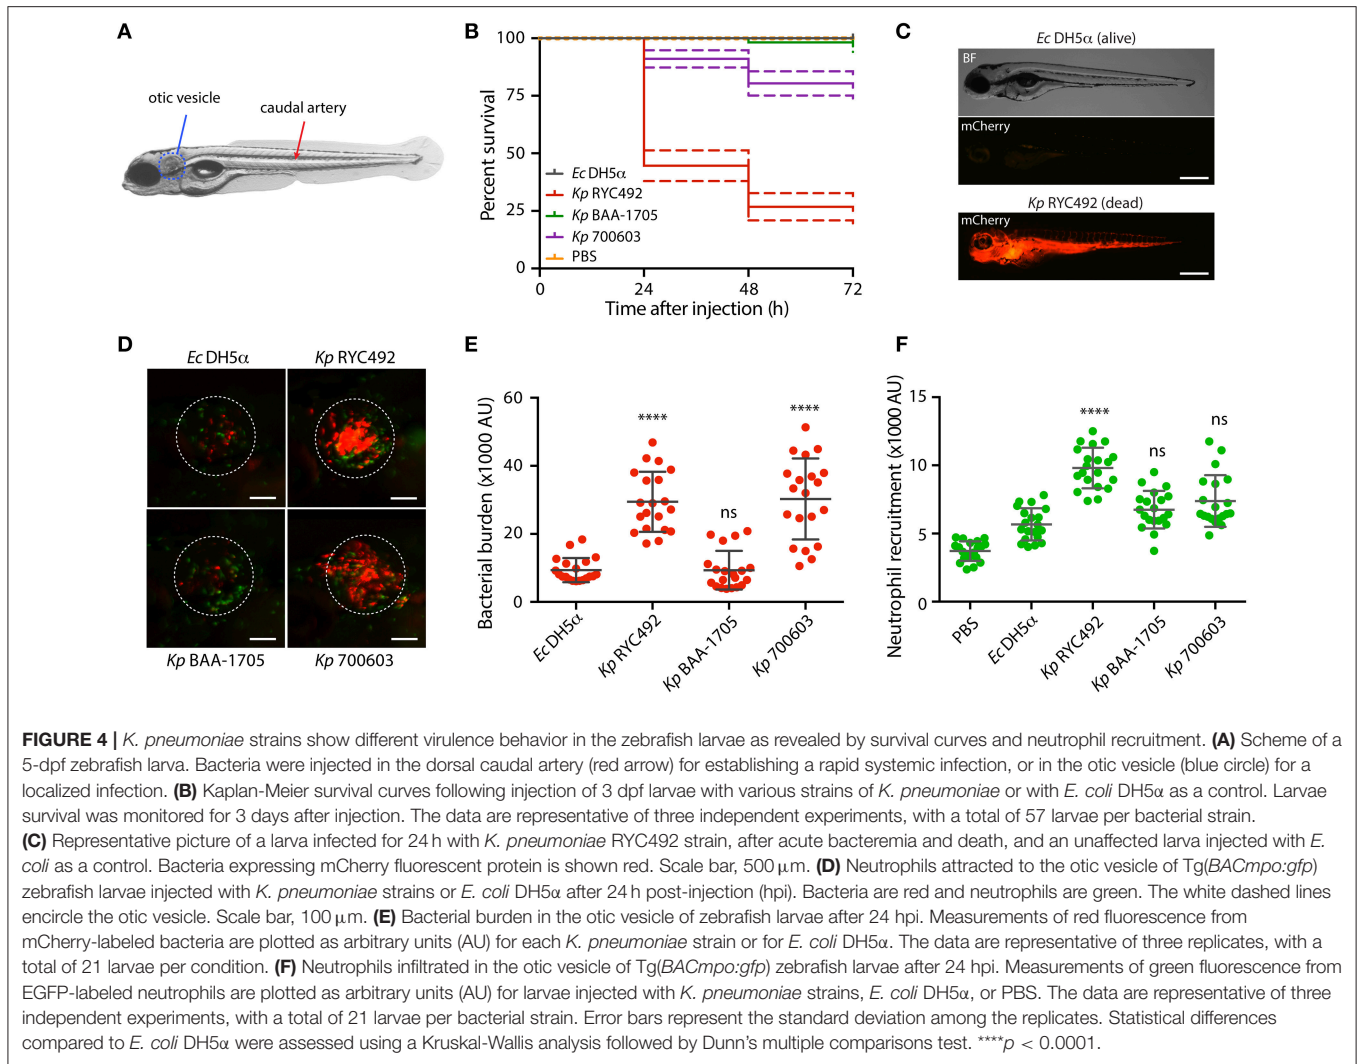 A
otic vesicle
caudal artery
B
Percent survival
100
75
50
25
0
Ec DH5α
Kp RYC492
Kp BAA-1705
Kp 700603
PBS
0 24 48 72
Time after injection (h)
C
Ec DH5α (alive)
BF
mCherry
Kp RYC492 (dead)
mCherry
D
Ec DH5α Kp RYC492
Kp BAA-1705 Kp 700603
E
Bacterial burden (x1000 AU)
60
40
20
0
****
ns
****
Ec DH5α
Kp RYC492
Kp BAA-1705
Kp 700603
F
Neutrophil recruitment (x1000 AU)
15
10
5
0
****
ns
ns
PBS
Ec DH5α
Kp RYC492
Kp BAA-1705
Kp 700603
FIGURE 4 | K. pneumoniae strains show different virulence behavior in the zebrafish larvae as revealed by survival curves and neutrophil recruitment. (A) Scheme of a
5-dpf zebrafish larva. Bacteria were injected in the dorsal caudal artery (red arrow) for establishing a rapid systemic infection, or in the otic vesicle (blue circle) for a
localized infection. (B) Kaplan-Meier survival curves following injection of 3 dpf larvae with various strains of K. pneumoniae or with E. coli DH5α as a control. Larvae
survival was monitored for 3 days after injection. The data are representative of three independent experiments, with a total of 57 larvae per bacterial strain.
(C) Representative picture of a larva infected for 24 h with K. pneumoniae RYC492 strain, after acute bacteremia and death, and an unaffected larva injected with E.
coli as a control. Bacteria expressing mCherry fluorescent protein is shown red. Scale bar, 500 μm. (D) Neutrophils attracted to the otic vesicle of Tg(BACmpo:gfp)
zebrafish larvae injected with K. pneumoniae strains or E. coli DH5α after 24 h post-injection (hpi). Bacteria are red and neutrophils are green. The white dashed lines
encircle the otic vesicle. Scale bar, 100 μm. (E) Bacterial burden in the otic vesicle of zebrafish larvae after 24 hpi. Measurements of red fluorescence from
mCherry-labeled bacteria are plotted as arbitrary units (AU) for each K. pneumoniae strain or for E. coli DH5α. The data are representative of three replicates, with a
total of 21 larvae per condition. (F) Neutrophils infiltrated in the otic vesicle of Tg(BACmpo:gfp) zebrafish larvae after 24 hpi. Measurements of green fluorescence from
EGFP-labeled neutrophils are plotted as arbitrary units (AU) for larvae injected with K. pneumoniae strains, E. coli DH5α, or PBS. The data are representative of three
independent experiments, with a total of 21 larvae per bacterial strain. Error bars represent the standard deviation among the replicates. Statistical differences
compared to E. coli DH5α were assessed using a Kruskal-Wallis analysis followed by Dunn's multiple comparisons test. ****p < 0.0001.